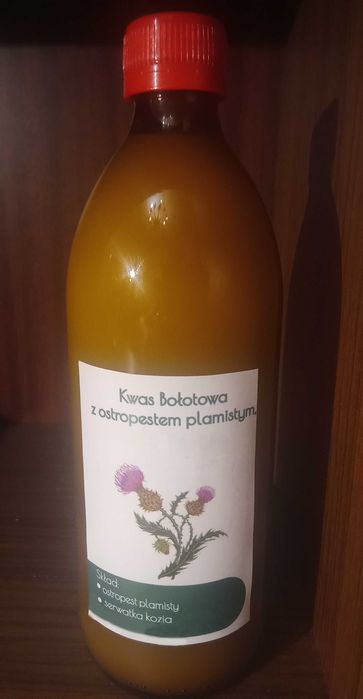 Kwas Bołotowa
z ostropestem plamistym.
Skład:
• ostropest plamisty
• serwatka kozia